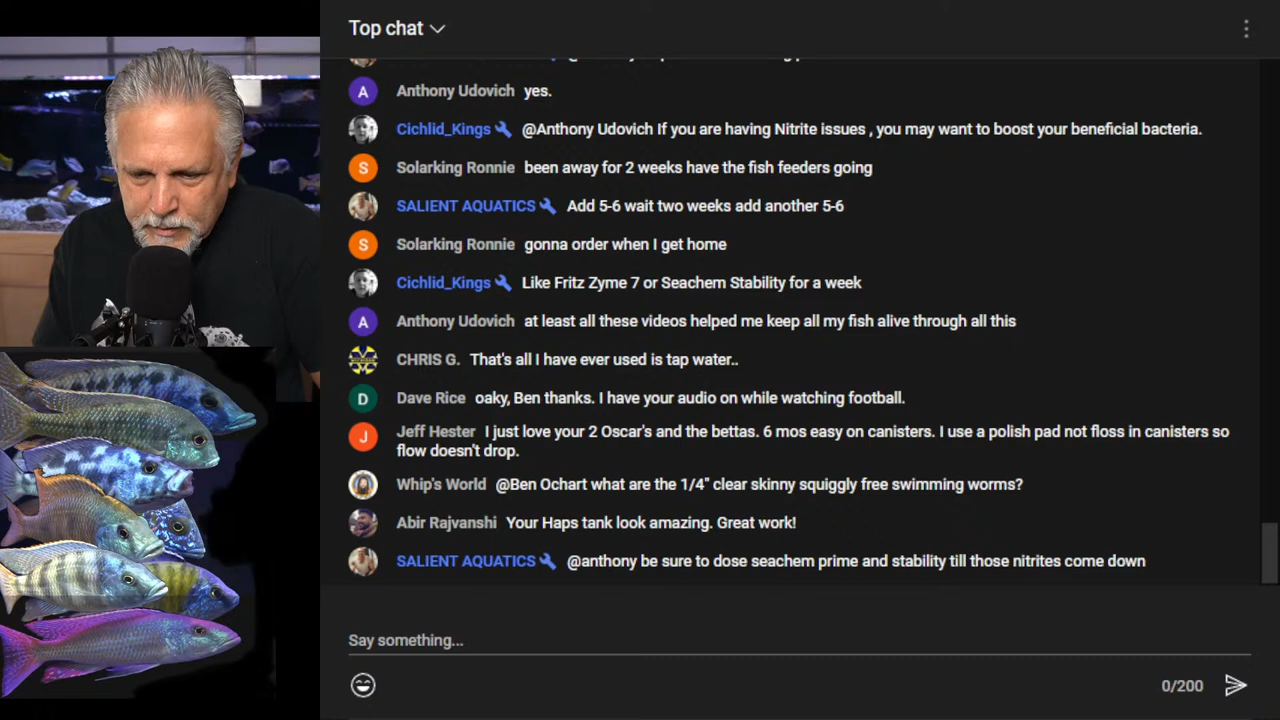 Top chat
A Anthony Udovich yes.
Cichlid_Kings @Anthony Udovich If you are having Nitrite issues , you may want to boost your beneficial bacteria.
S Solarking Ronnie been away for 2 weeks have the fish feeders going
SALIENT AQUATICS Add 5-6 wait two weeks add another 5-6
S Solarking Ronnie gonna order when I get home
Cichlid_Kings Like Fritz Zyme 7 or Seachem Stability for a week
A Anthony Udovich at least all these videos helped me keep all my fish alive through all this
CHRIS G. That's all I have ever used is tap water..
D Dave Rice oaky, Ben thanks. I have your audio on while watching football.
J Jeff Hester I just love your 2 Oscar's and the bettas. 6 mos easy on canisters. I use a polish pad not floss in canisters so
flow doesn't drop.
Whip's World @Ben Ochart what are the 1/4" clear skinny squiggly free swimming worms?
Abir Rajvanshi Your Haps tank look amazing. Great work!
SALIENT AQUATICS @anthony be sure to dose seachem prime and stability till those nitrites come down
Say something...
0/200